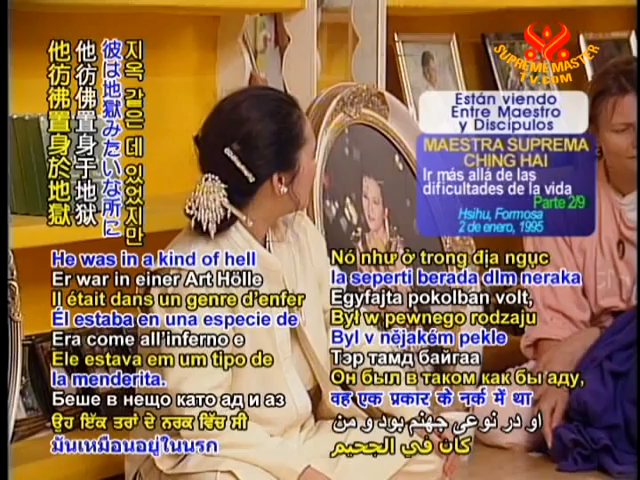 SUPREME MASTER
TV.COM
Están viendo
Entre Maestro
y Discípulos
MAESTRA SUPREMA
CHING HAI
Ir más allá de las
dificultades de la vida
Parte 2/9
Hsihu, Formosa
2 de enero, 1995
他彷彿置身於地獄
他彷佛置身于地狱
彼は地獄みたいな所に
지옥 같은 데 있었지만
He was in a kind of hell
Er war in einer Art Hölle
Il était dans un genre d'enfer
Él estaba en una especie de
Era come all'inferno e
Ele estava em um tipo de
la menderita.
Беше в нещо като ад и аз
ਉਹ ਇੱਕ ਤਰਾਂ ਦੇ ਨਰਕ ਵਿੱਚ ਸੀ
มันเหมือนอยู่ในนรก
Nó như ở trong địa ngục
Ia seperti berada dlm neraka
Egyfajta pokolban volt,
Był w pewnego rodzaju
Byl v nějakém pekle
Тэр тамд байгаа
Он был в таком как бы аду,
वह एक प्रकार के नर्क में था
او در نوعی جهنم بود و من
كان في الجحيم